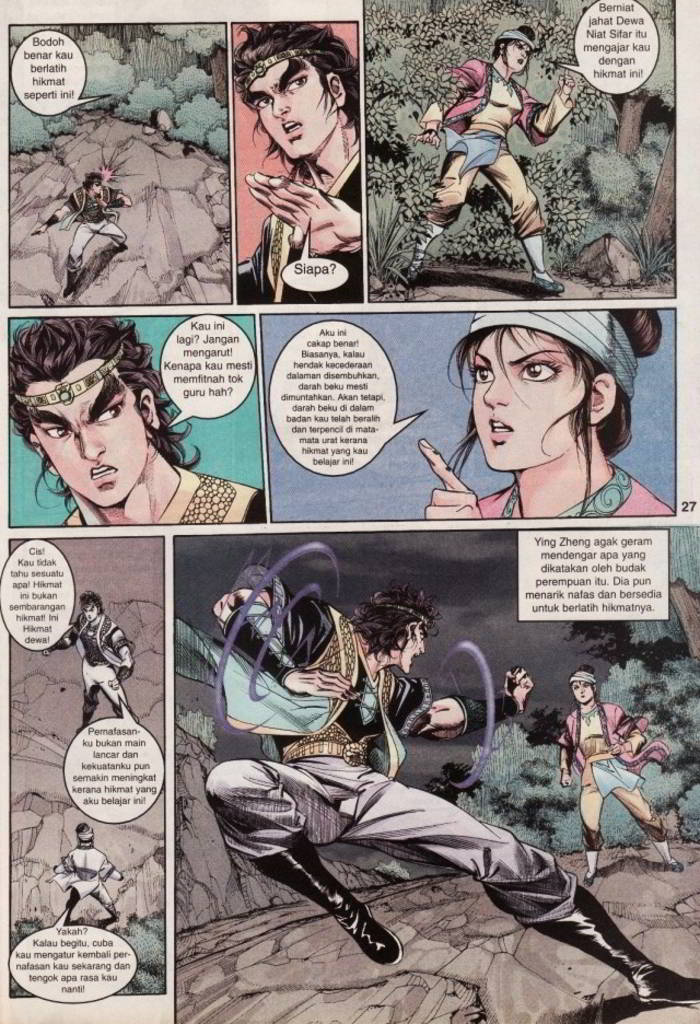 Bodoh
benar kau
berlatih
hikmat
seperti ini!
Siapa?
Berniat
jahat Dewa
Niat Sifar itu
mengajar kau
dengan
hikmat ini!
Kau ini
lagi? Jangan
mengarut!
Kenapa kau mesti
memfitnah tok
guru hah?
Aku ini
cakap benar!
Biasanya, kalau
hendak kecederaan
dalaman disembuhkan,
darah beku mesti
dimuntahkan. Akan tetapi,
darah beku di dalam
badan kau telah beralih
dan terpencil di mata-
mata urat kerana
hikmat yang kau
belajar ini!
27
Cis!
Kau tidak
tahu sesuatu
apa! Hikmat
ini bukan
sembarangan
hikmat! Ini
Hikmat
dewa!
Pernafasan-
ku bukan main
lancar dan
kekuatanku pun
semakin meningkat
kerana hikmat yang
aku belajar ini!
Yakah?
Kalau begitu, cuba
kau mengatur kembali per-
nafasan kau sekarang dan
tengok apa rasa kau
nanti!
Ying Zheng agak geram
mendengar apa yang
dikatakan oleh budak
perempuan itu. Dia pun
menarik nafas dan bersedia
untuk berlatih hikmatnya.